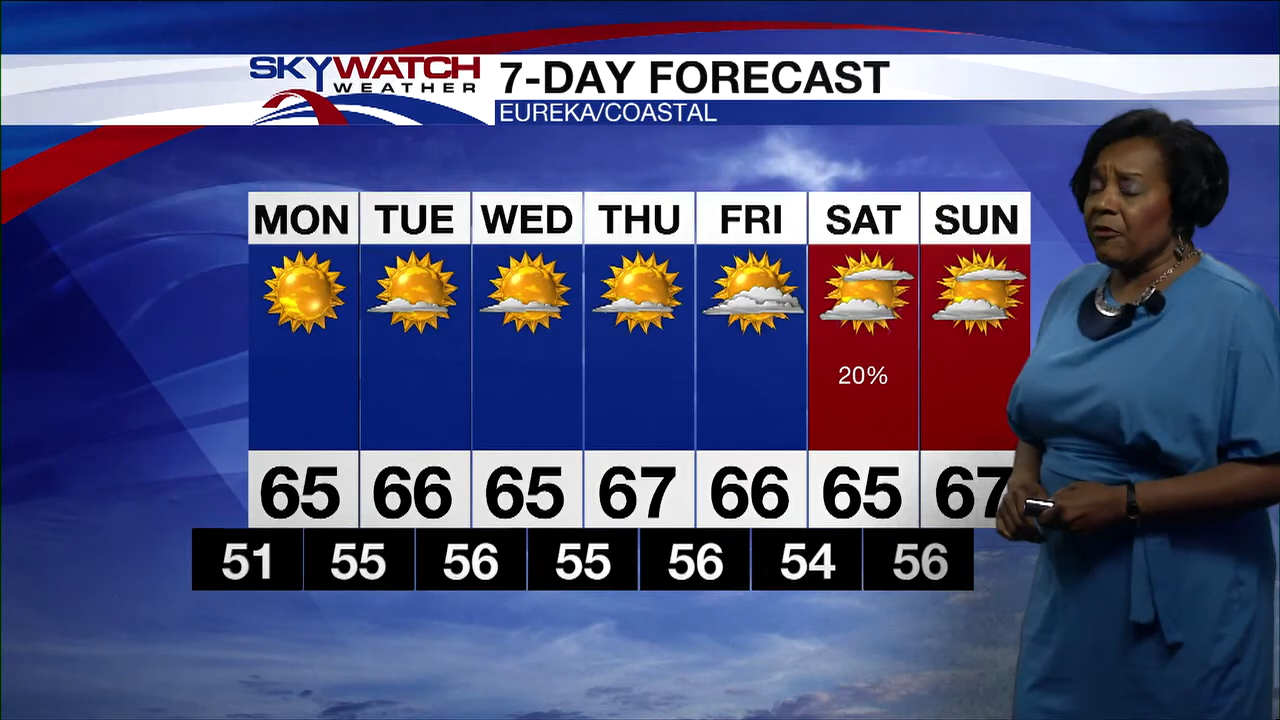 SKYWATCH
WEATHER
7-DAY FORECAST
EUREKA/COASTAL
MON TUE WED THU FRI SAT SUN
20%
65 66 65 67 66 65 67
51 55 56 55 56 54 56